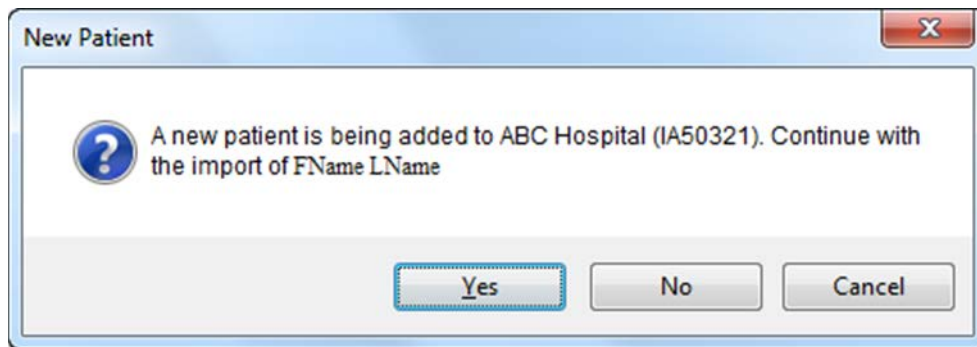 New Patient
A new patient is being added to ABC Hospital (IA50321). Continue with
the import of FName LName
Yes
No
Cancel